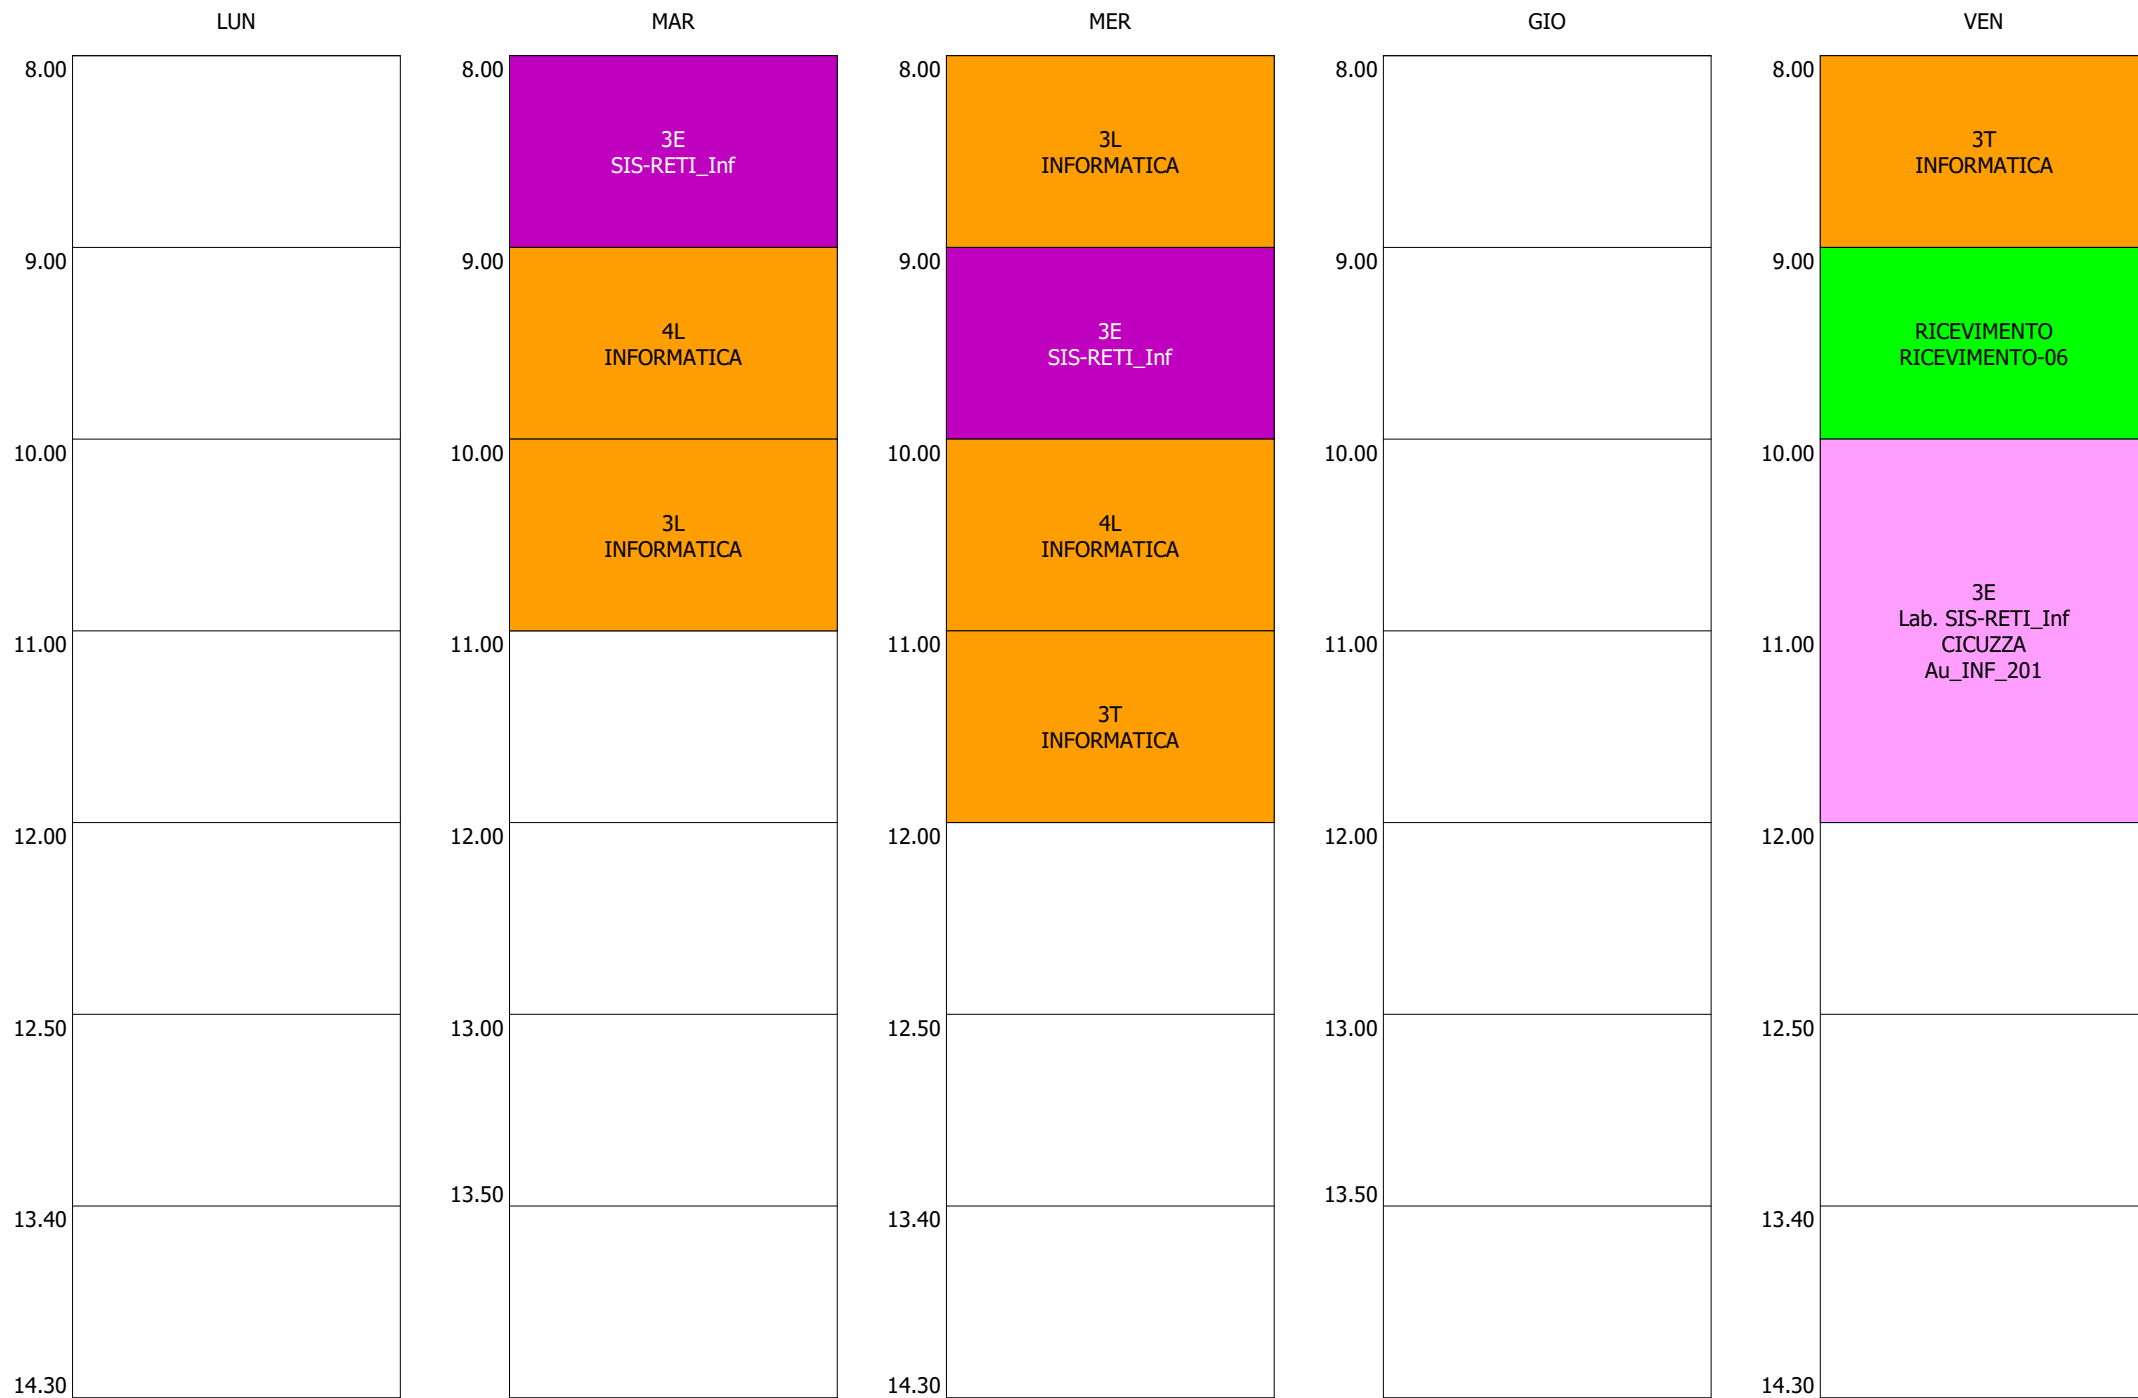 LUN
8.00
9.00
10.00
11.00
12.00
12.50
13.40
14.30
MAR
8.00
3E
SIS-RETI_Inf
9.00
4L
INFORMATICA
10.00
3L
INFORMATICA
11.00
12.00
13.00
13.50
MER
8.00
3L
INFORMATICA
9.00
3E
SIS-RETI_Inf
10.00
4L
INFORMATICA
11.00
3T
INFORMATICA
12.00
12.50
13.40
14.30
GIO
8.00
9.00
10.00
11.00
12.00
13.00
13.50
VEN
8.00
3T
INFORMATICA
9.00
RICEVIMENTO
RICEVIMENTO-06
10.00
3E
Lab. SIS-RETI_Inf
11.00
CICUZZA
Au_INF_201
12.00
12.50
13.40
14.30